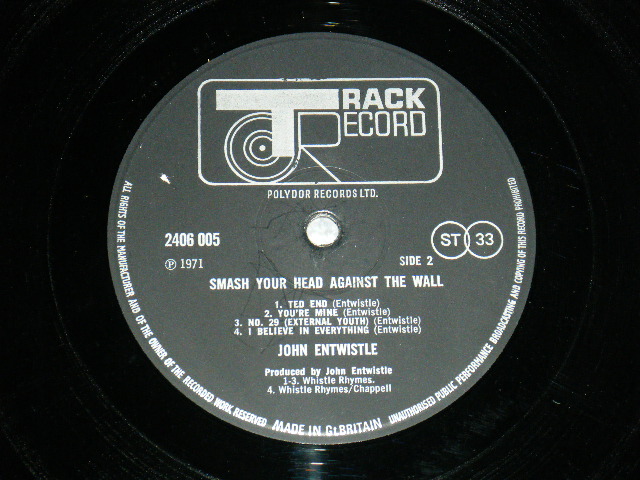 TRACK
RECORD
POLYDOR RECORDS LTD.
2406 005
ST 33
℗ 1971
SIDE 2
SMASH YOUR HEAD AGAINST THE WALL
1. TED END (Entwistle)
2. YOU'RE MINE (Entwistle)
3. NO. 29 (EXTERNAL YOUTH) (Entwistle)
4. I BELIEVE IN EVERYTHING (Entwistle)
JOHN ENTWISTLE
Produced by John Entwistle
1-3. Whistle Rhymes.
4. Whistle Rhymes/Chappell
ALL RIGHTS OF THE MANUFACTURER AND OF THE OWNER OF THE RECORDED WORK RESERVED
MADE IN Gt.BRITAIN
UNAUTHORISED PUBLIC PERFORMANCE BROADCASTING AND COPYING OF THIS RECORD PROHIBITED